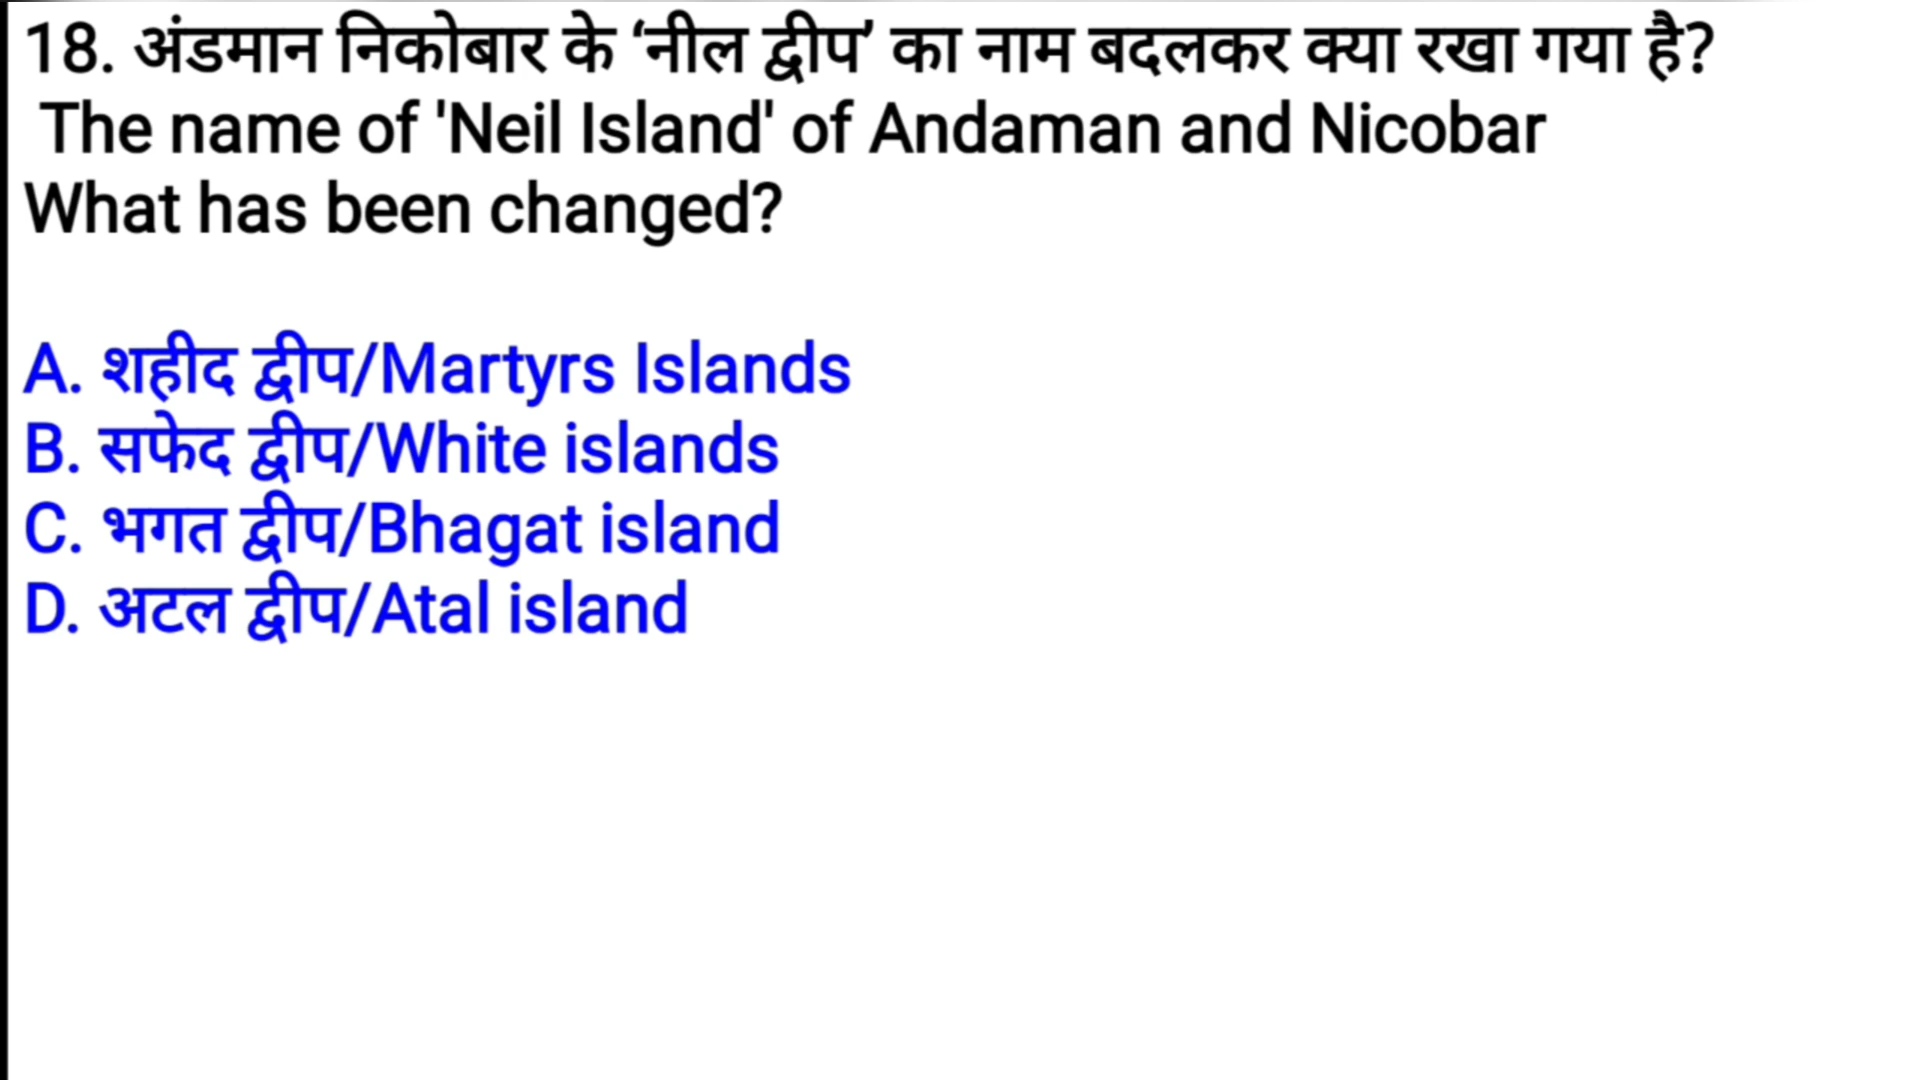 18. अंडमान निकोबार के ‘नील द्वीप’ का नाम बदलकर क्या रखा गया है?
The name of 'Neil Island' of Andaman and Nicobar
What has been changed?
A. शहीद द्वीप/Martyrs Islands
B. सफेद द्वीप/White islands
C. भगत द्वीप/Bhagat island
D. अटल द्वीप/Atal island